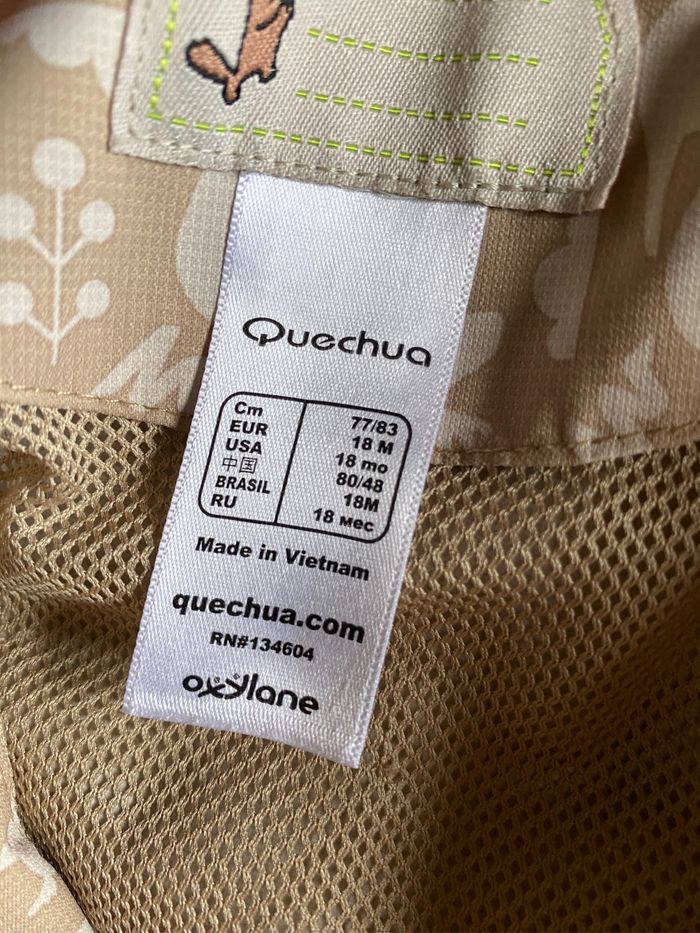 Quechua
Cm 77/83
EUR 18 M
USA 18 mo
中国 80/48
BRASIL 18M
RU 18 мес
Made in Vietnam
quechua.com
RN#134604
oxylane